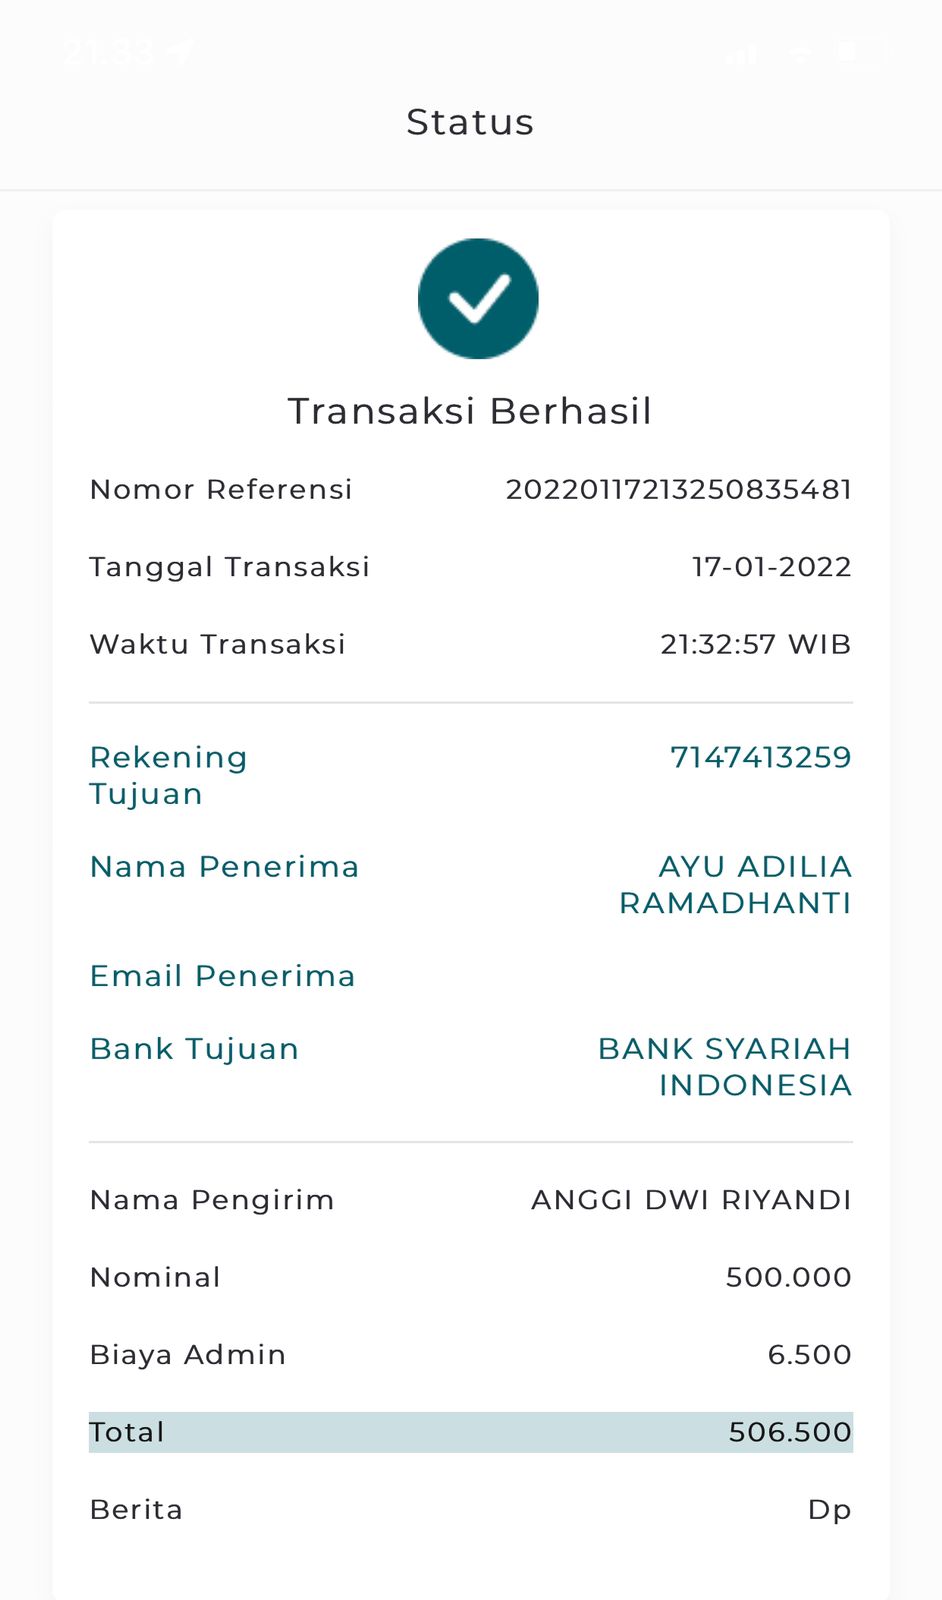 21.33
Status
Transaksi Berhasil
Nomor Referensi 20220117213250835481
Tanggal Transaksi 17-01-2022
Waktu Transaksi 21:32:57 WIB
Rekening 7147413259
Tujuan
Nama Penerima AYU ADILIA
RAMADHANTI
Email Penerima
Bank Tujuan BANK SYARIAH
INDONESIA
Nama Pengirim ANGGI DWI RIYANDI
Nominal 500.000
Biaya Admin 6.500
Total 506.500
Berita Dp